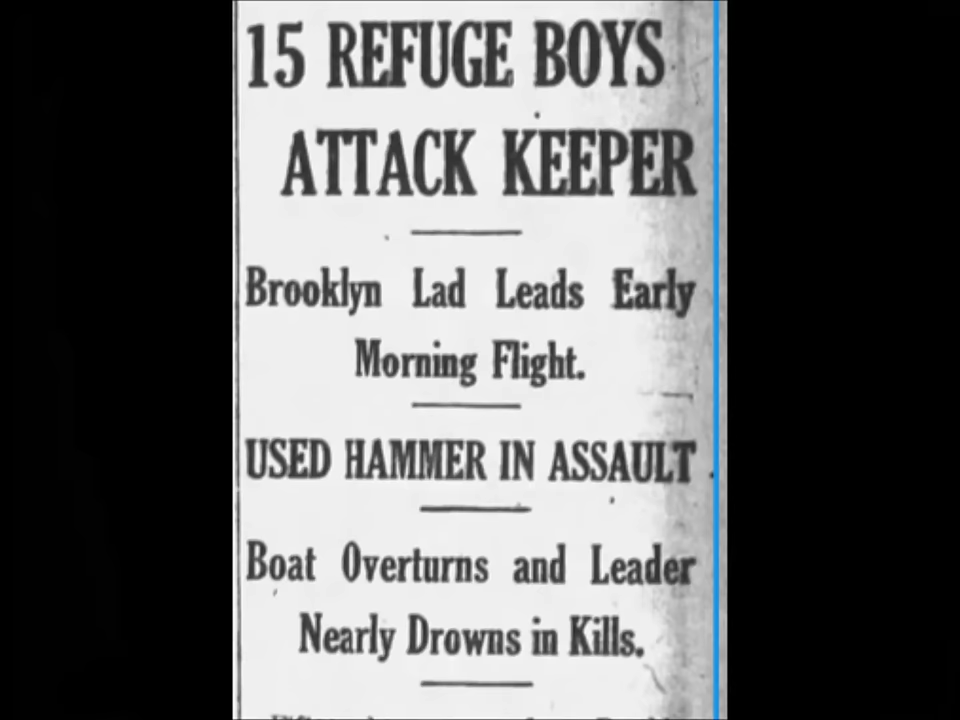 15 REFUGE BOYS
ATTACK KEEPER
Brooklyn Lad Leads Early
Morning Flight.
USED HAMMER IN ASSAULT
Boat Overturns and Leader
Nearly Drowns in Kills.